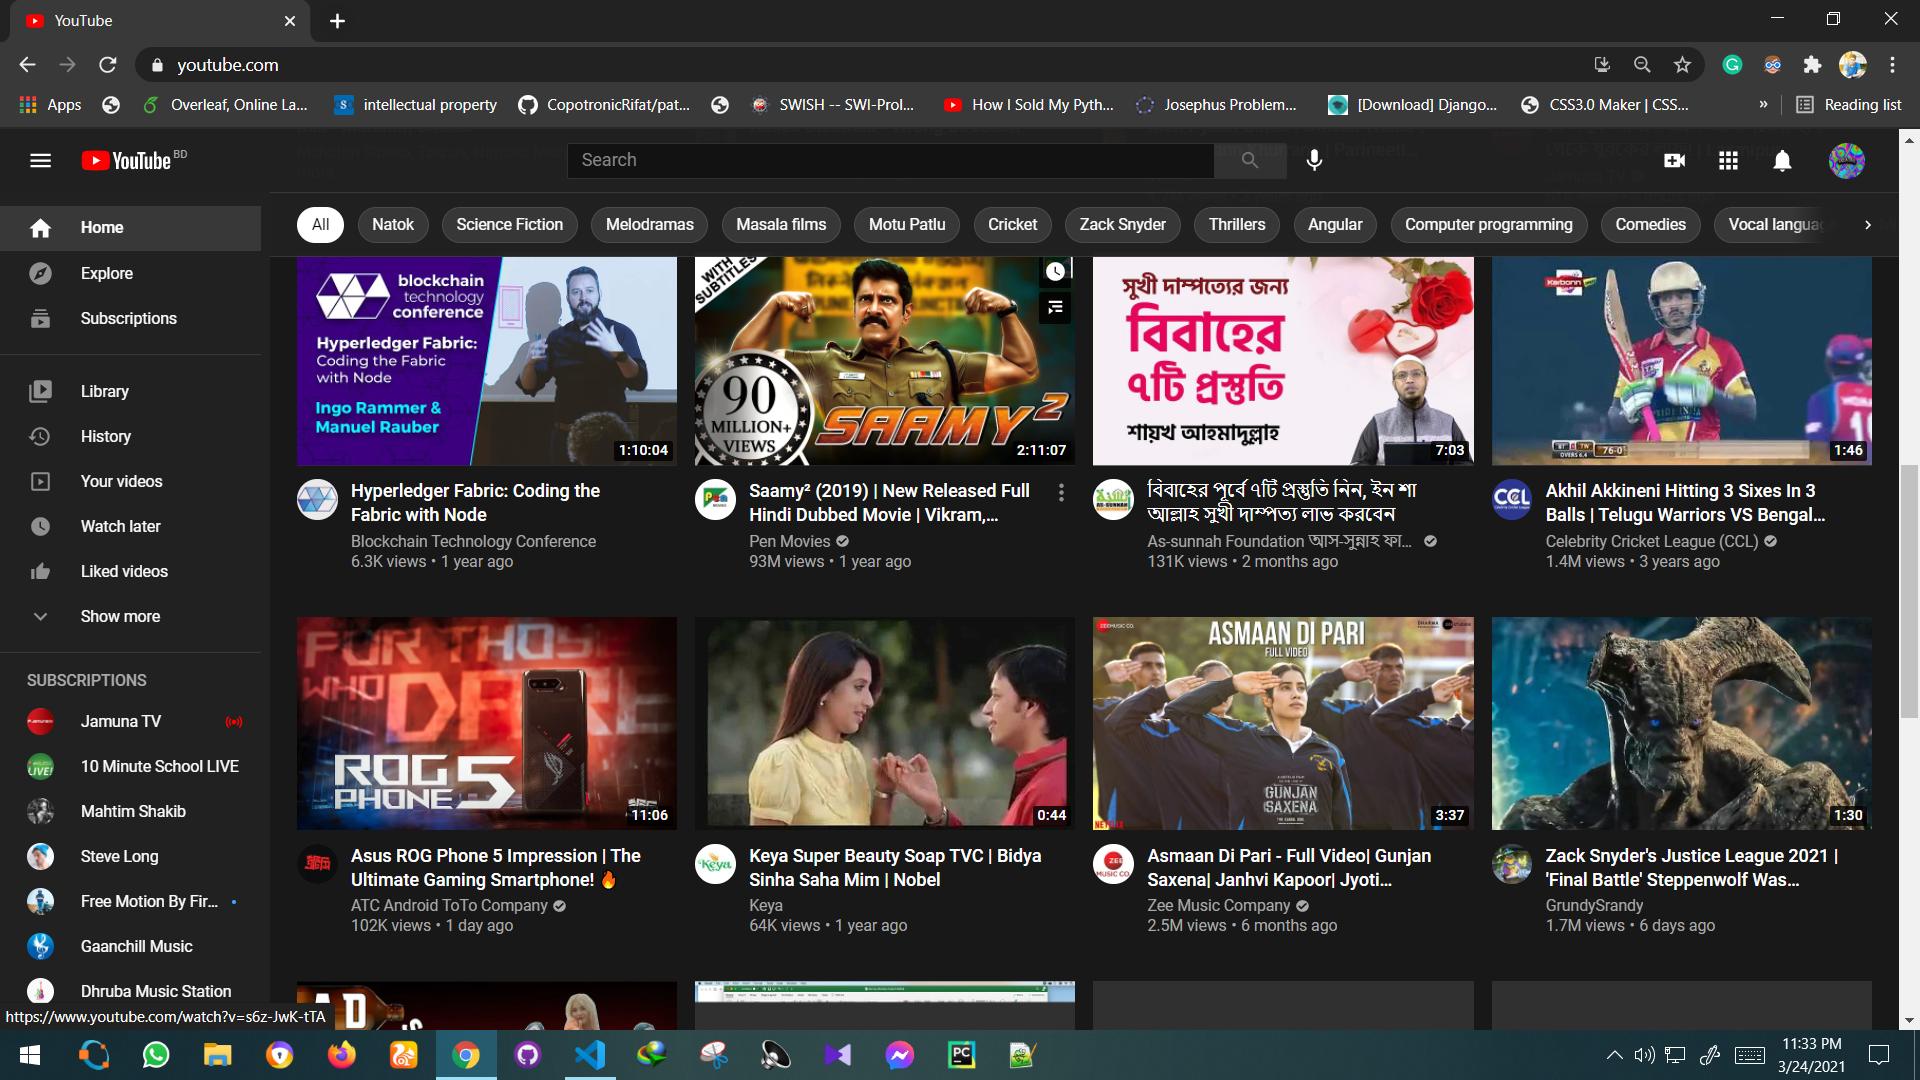 YouTube
youtube.com
Apps
Overleaf, Online La...
intellectual property
CopotronicRifat/pat...
SWISH -- SWI-Prol...
How I Sold My Pyth...
Josephus Problem...
[Download] Django...
CSS3.0 Maker | CSS...
»
Reading list
YouTube BD
Search
All
Natok
Science Fiction
Melodramas
Masala films
Motu Patlu
Cricket
Zack Snyder
Thrillers
Angular
Computer programming
Comedies
Vocal langua
Home
Explore
Subscriptions
Library
History
Your videos
Watch later
Liked videos
Show more
SUBSCRIPTIONS
Jamuna TV
10 Minute School LIVE
Mahtim Shakib
Steve Long
Free Motion By Fir...
Gaanchill Music
Dhruba Music Station
blockchain
technology
conference
Hyperledger Fabric:
Coding the Fabric
with Node
Ingo Rammer &
Manuel Rauber
1:10:04
Hyperledger Fabric: Coding the
Fabric with Node
Blockchain Technology Conference
6.3K views • 1 year ago
WITH
SUBTITLES
90
MILLION+
VIEWS
SAAMY²
2:11:07
Saamy² (2019) | New Released Full
Hindi Dubbed Movie | Vikram,...
Pen Movies
93M views • 1 year ago
সুখী দাম্পত্যের জন্য
বিবাহের
৭টি প্রস্তুতি
শায়খ আহমাদুল্লাহ
7:03
বিবাহের পূর্বে ৭টি প্রস্তুতি নিন, ইন শা
আল্লাহ সুখী দাম্পত্য লাভ করবেন
As-sunnah Foundation আস-সুন্নাহ ফা...
131K views • 2 months ago
Karbonn
76-0
OVERS 6.4
1:46
Akhil Akkineni Hitting 3 Sixes In 3
Balls | Telugu Warriors VS Bengal...
Celebrity Cricket League (CCL)
1.4M views • 3 years ago
FOR THOS
WHO DARE
ROG
PHONE 5
11:06
Asus ROG Phone 5 Impression | The
Ultimate Gaming Smartphone! 🔥
ATC Android ToTo Company
102K views • 1 day ago
0:44
Keya Super Beauty Soap TVC | Bidya
Sinha Saha Mim | Nobel
Keya
64K views • 1 year ago
ZEE MUSIC CO.
ASMAAN DI PARI
FULL VIDEO
GUNJAN
SAXENA
NETFLIX
3:37
Asmaan Di Pari - Full Video| Gunjan
Saxena| Janhvi Kapoor| Jyoti...
Zee Music Company
2.5M views • 6 months ago
1:30
Zack Snyder's Justice League 2021 |
'Final Battle' Steppenwolf Was...
GrundySrandy
1.7M views • 6 days ago
https://www.youtube.com/watch?v=s6z-JwK-tTA
11:33 PM
3/24/2021